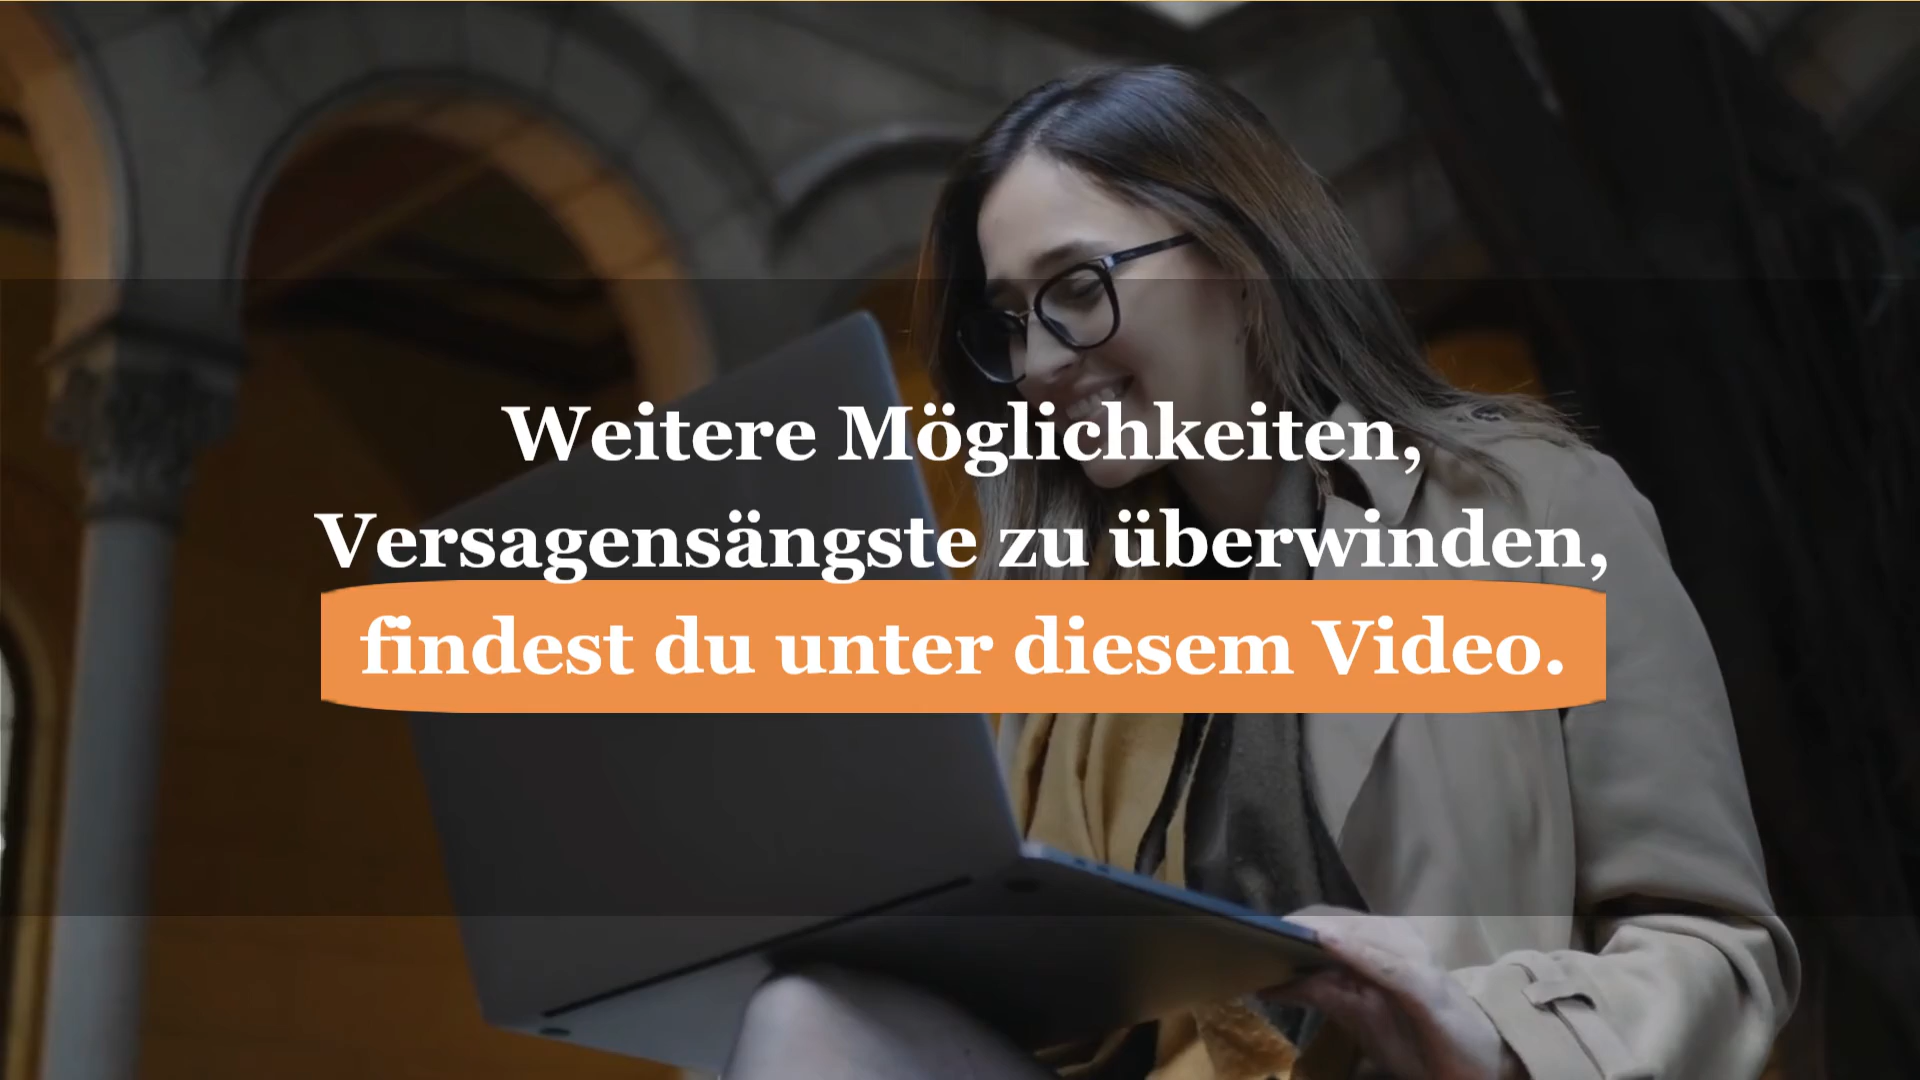 Weitere Möglichkeiten,
Versagensängste zu überwinden,
findest du unter diesem Video.